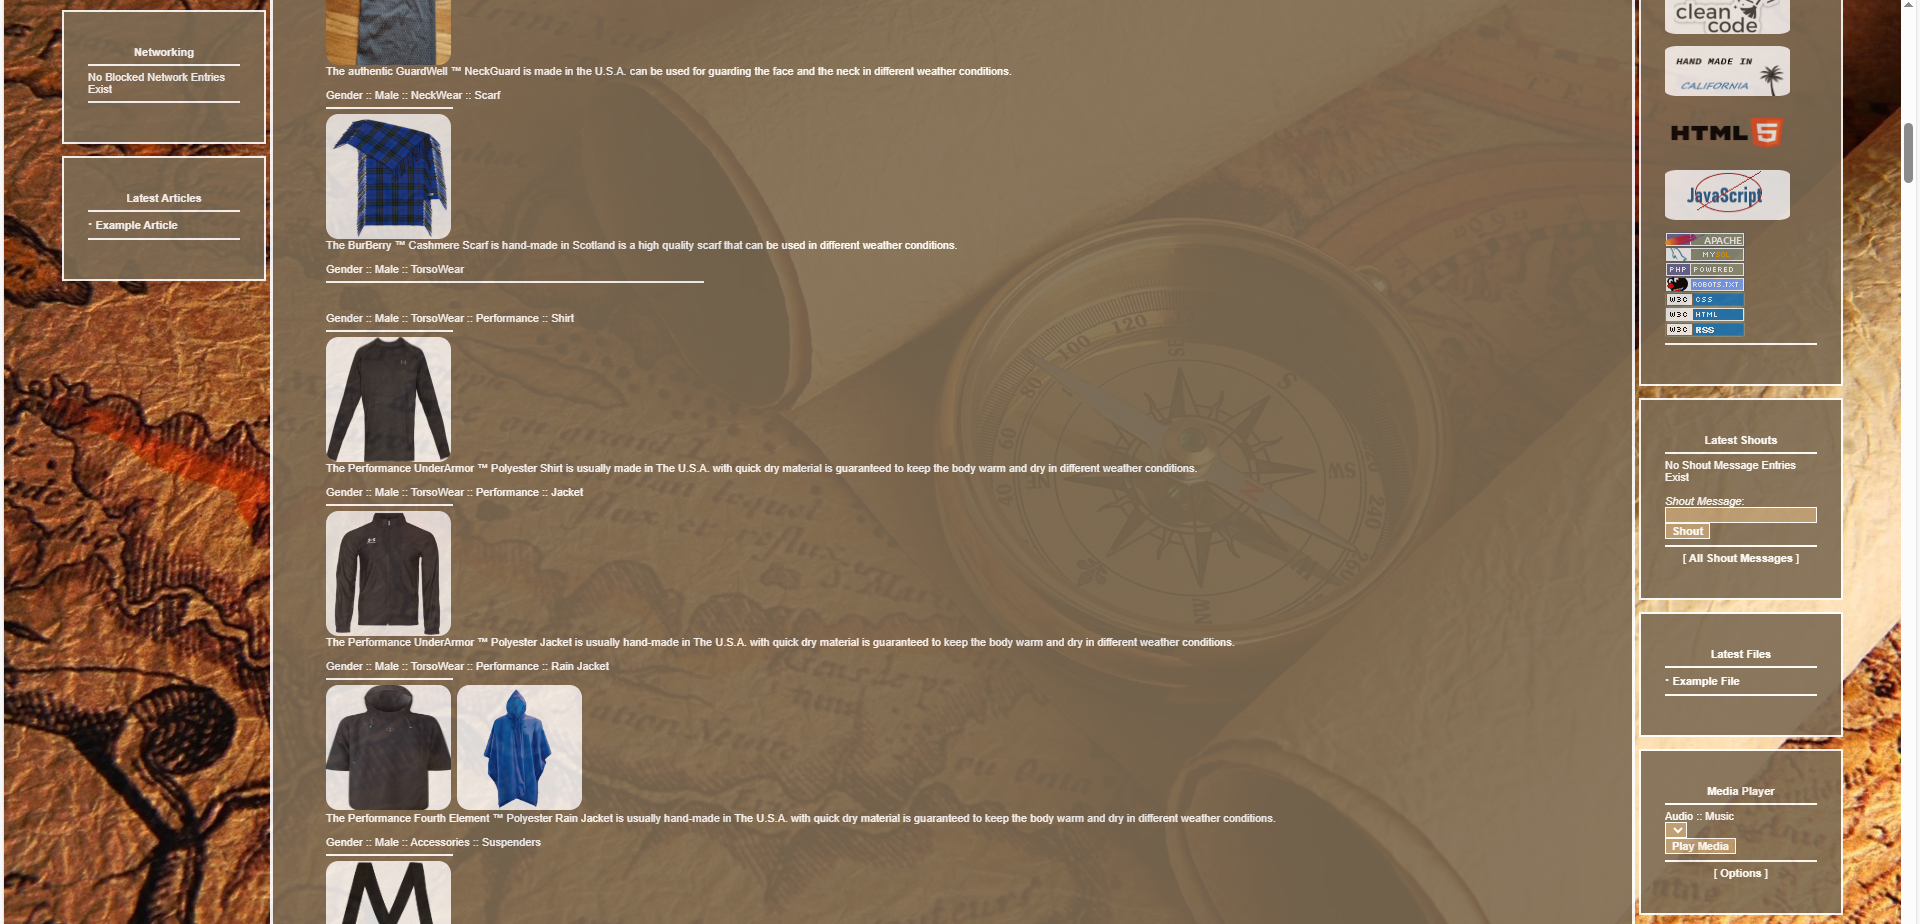 Networking
No Blocked Network Entries
Exist
Latest Articles
· Example Article
The authentic GuardWell ™ NeckGuard is made in the U.S.A. can be used for guarding the face and the neck in different weather conditions.
Gender :: Male :: NeckWear :: Scarf
The BurBerry ™ Cashmere Scarf is hand-made in Scotland is a high quality scarf that can be used in different weather conditions.
Gender :: Male :: TorsoWear
Gender :: Male :: TorsoWear :: Performance :: Shirt
The Performance UnderArmor ™ Polyester Shirt is usually made in The U.S.A. with quick dry material is guaranteed to keep the body warm and dry in different weather conditions.
Gender :: Male :: TorsoWear :: Performance :: Jacket
The Performance UnderArmor ™ Polyester Jacket is usually hand-made in The U.S.A. with quick dry material is guaranteed to keep the body warm and dry in different weather conditions.
Gender :: Male :: TorsoWear :: Performance :: Rain Jacket
The Performance Fourth Element ™ Polyester Rain Jacket is usually hand-made in The U.S.A. with quick dry material is guaranteed to keep the body warm and dry in different weather conditions.
Gender :: Male :: Accessories :: Suspenders
clean
code
HAND MADE IN
CALIFORNIA
HTML 5
JavaScript
APACHE
MYSQL
PHP POWERED
ROBOTS.TXT
W3C CSS
W3C HTML
W3C RSS
Latest Shouts
No Shout Message Entries
Exist
Shout Message:
Shout
[ All Shout Messages ]
Latest Files
· Example File
Media Player
Audio :: Music
Play Media
[ Options ]
120
100
80
60
40
SE
S
SW
240
260
W
NW
N
NE